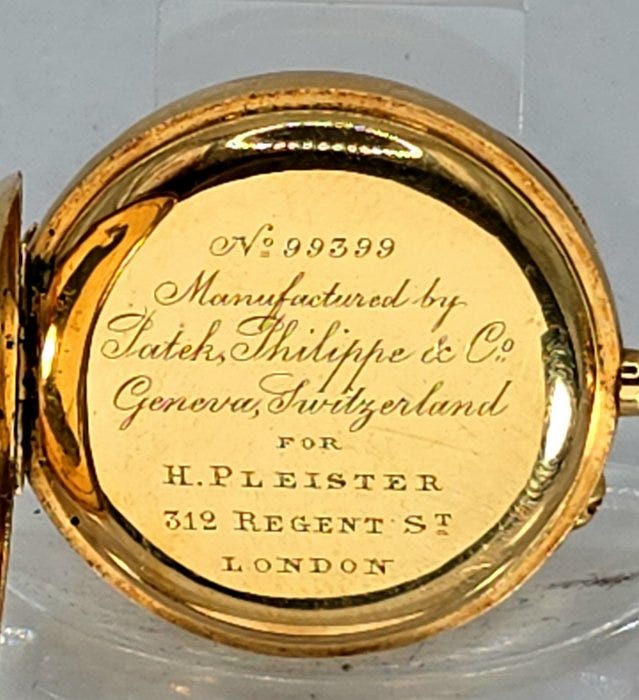 Nº 99399
Manufactured by
Patek, Philippe & Cº
Geneva, Switzerland
FOR
H. PLEISTER
312 REGENT ST
LONDON